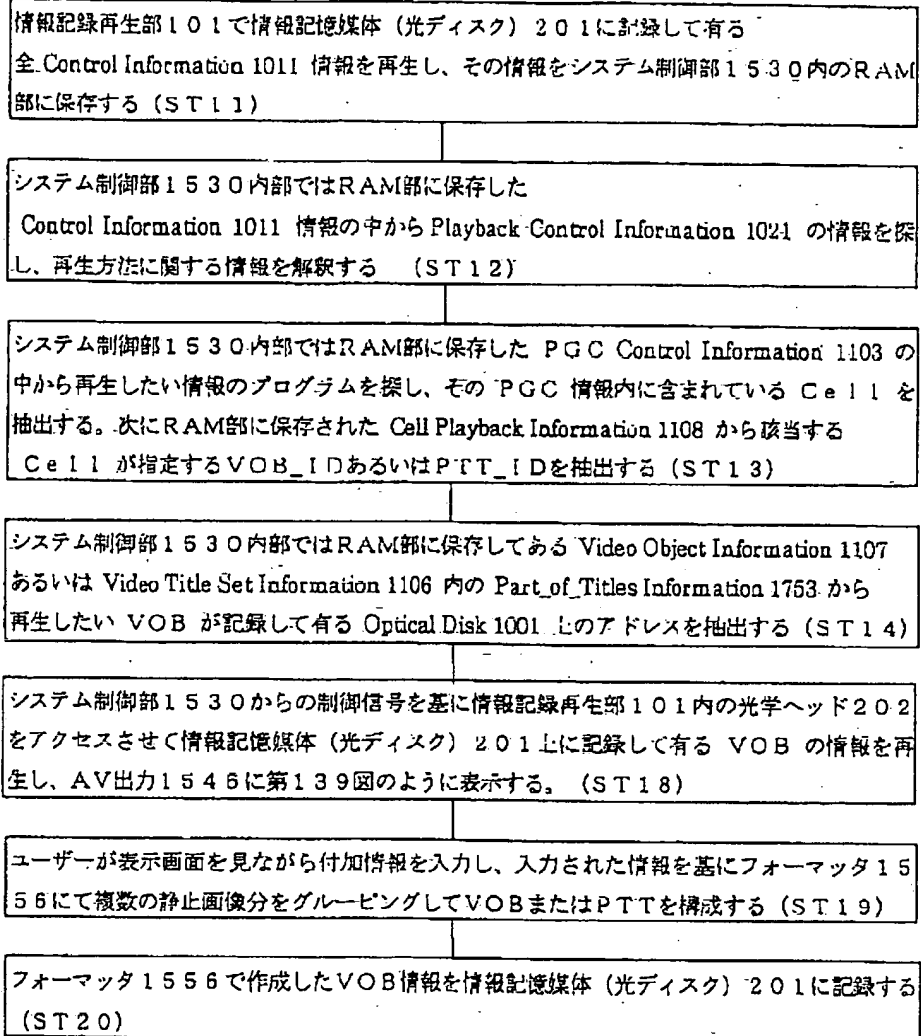 情報記録再生部101で情報記憶媒体(光ディスク)201に記録して有る
全 Control Information 1011 情報を再生し、その情報をシステム制御部1530内のRAM
部に保存する(ST11)
システム制御部1530内部ではRAM部に保存した
Control Information 1011 情報の中から Playback Control Information 1021 の情報を探
し、再生方法に関する情報を解釈する (ST12)
システム制御部1530内部ではRAM部に保存した PGC Control Information 1103 の
中から再生したい情報のプログラムを探し、その PGC 情報内に含まれている Cell を
抽出する。次にRAM部に保存された Cell Playback Information 1108 から該当する
Cell が指定するVOB_IDあるいはPTT_IDを抽出する(ST13)
システム制御部1530内部ではRAM部に保存してある Video Object Information 1107
あるいは Video Title Set Information 1106 内の Part_of_Titles Information 1753 から
再生したい VOB が記録して有る Optical Disk 1001 上のアドレスを抽出する(ST14)
システム制御部1530からの制御信号を基に情報記録再生部101内の光学ヘッド202
をアクセスさせて情報記憶媒体(光ディスク)201上に記録して有る VOB の情報を再
生し、AV出力1546に第139図のように表示する。(ST18)
ユーザーが表示画面を見ながら付加情報を入力し、入力された情報を基にフォーマッタ15
56にて複数の静止画像分をグルーピングしてVOBまたはPTTを構成する(ST19)
フォーマッタ1556で作成したVOB情報を情報記憶媒体(光ディスク)201に記録する
(ST20)